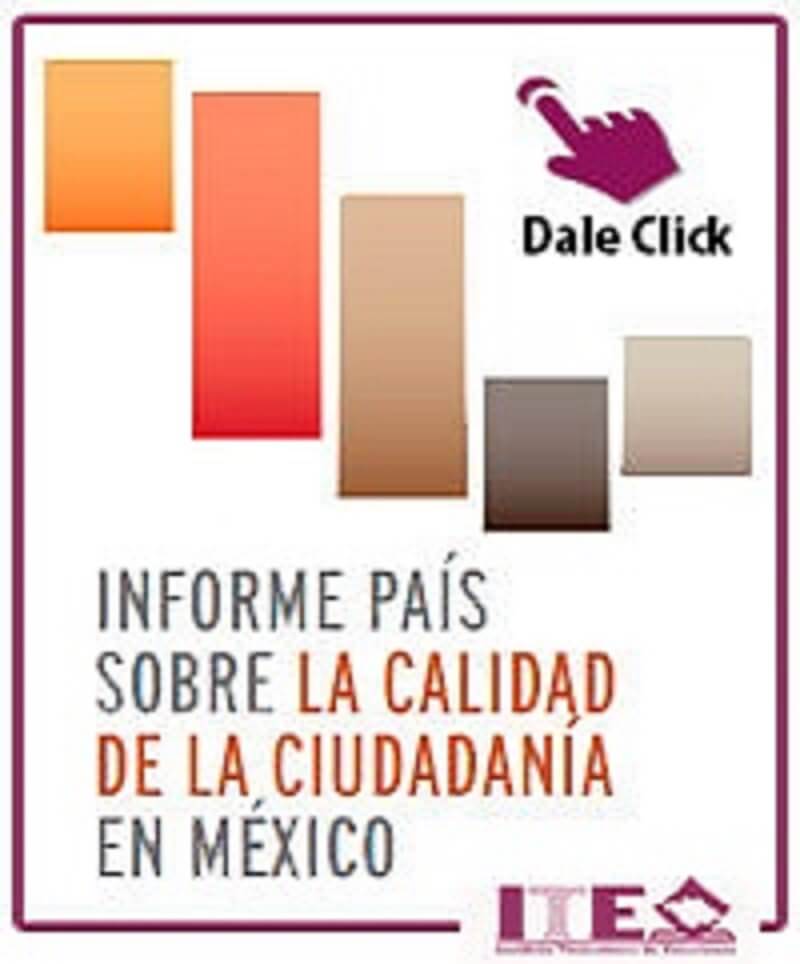 Dale Click
INFORME PAÍS
SOBRE LA CALIDAD
DE LA CIUDADANÍA
EN MÉXICO
ITE